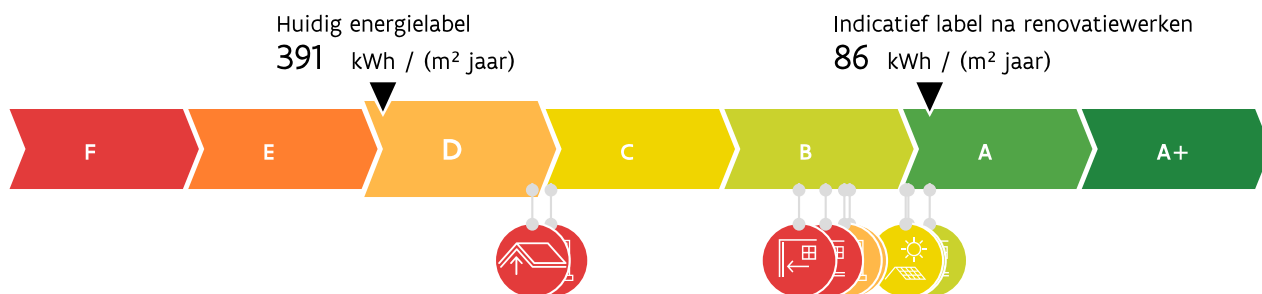 Huidig energielabel
391 kWh / (m² jaar)
Indicatief label na renovatiewerken
86 kWh / (m² jaar)
F E D C B A A+